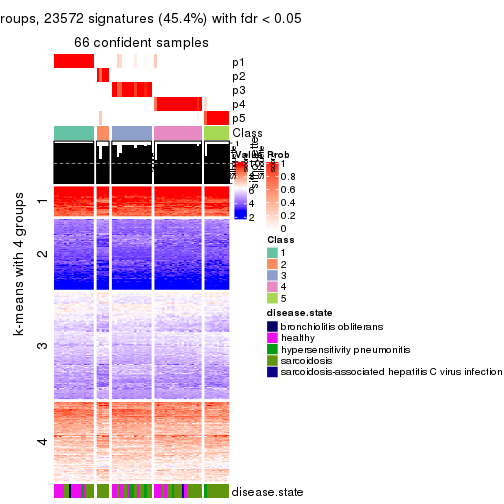 roups, 23572 signatures (45.4%) with fdr < 0.05
66 confident samples
p1
p2
p3
p4
p5
Class
1
2
3
4
k-means with 4 groups
disease.state
Value
8
6
4
2
Prob
1
0.8
0.6
0.4
0.2
0
Class
1
2
3
4
5
disease.state
bronchiolitis obliterans
healthy
hypersensitivity pneumonitis
sarcoidosis
sarcoidosis-associated hepatitis C virus infection